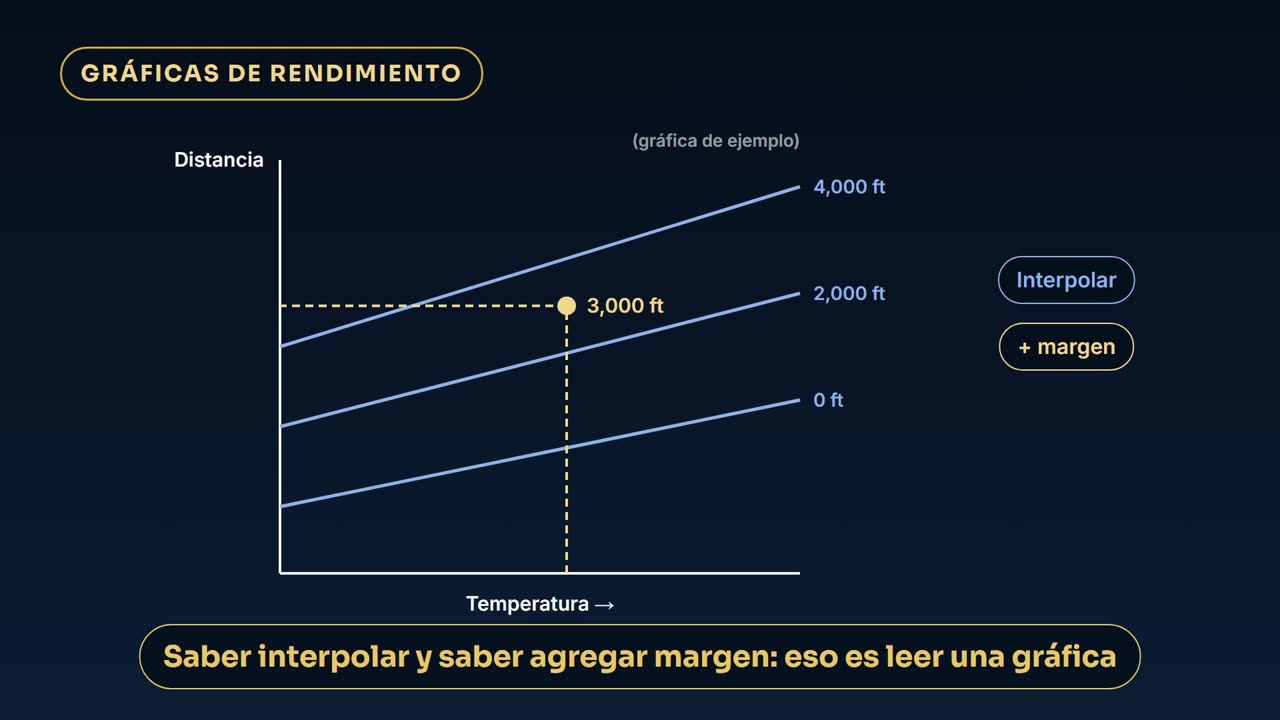 GRÁFICAS DE RENDIMIENTO
(gráfica de ejemplo)
Distancia
4,000 ft
2,000 ft
3,000 ft
0 ft
Interpolar
+ margen
Temperatura →
Saber interpolar y saber agregar margen: eso es leer una gráfica